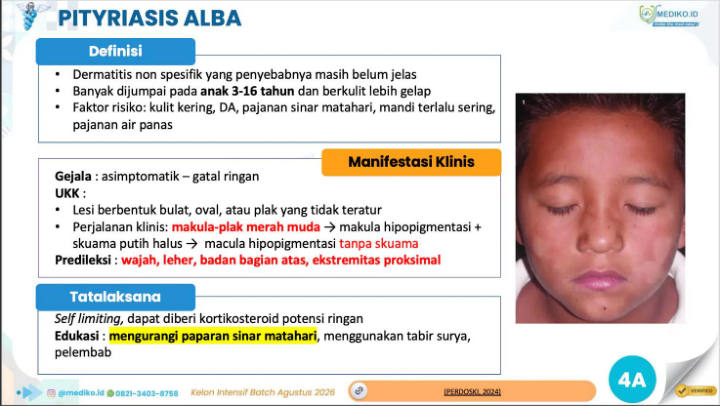 PITYRIASIS ALBA
MEDIKO.ID
Definisi
• Dermatitis non spesifik yang penyebabnya masih belum jelas
• Banyak dijumpai pada anak 3-16 tahun dan berkulit lebih gelap
• Faktor risiko: kulit kering, DA, pajanan sinar matahari, mandi terlalu sering,
pajanan air panas
Manifestasi Klinis
Gejala : asimptomatik – gatal ringan
UKK :
• Lesi berbentuk bulat, oval, atau plak yang tidak teratur
• Perjalanan klinis: makula-plak merah muda → makula hipopigmentasi +
skuama putih halus → macula hipopigmentasi tanpa skuama
Predileksi : wajah, leher, badan bagian atas, ekstremitas proksimal
Tatalaksana
Self limiting, dapat diberi kortikosteroid potensi ringan
Edukasi : mengurangi paparan sinar matahari, menggunakan tabir surya,
pelembab
@mediko.id 0821-3403-8758 Kelon Intensif Batch Agustus 2026
(PERDOSKI, 2024)
4A
VERIFIED